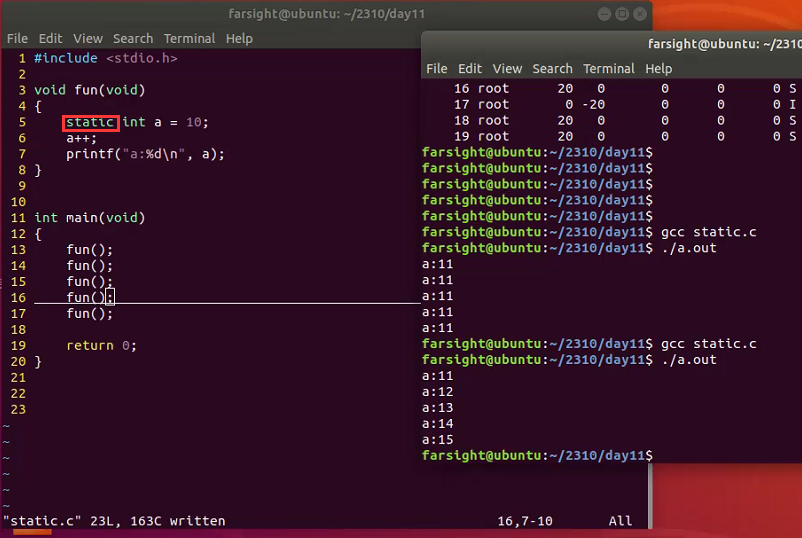 farsight@ubuntu: ~/2310/day11
File Edit View Search Terminal Help
1 #include <stdio.h>
2
3 void fun(void)
4 {
5     static int a = 10;
6     a++;
7     printf("a:%d\n", a);
8 }
9
10
11 int main(void)
12 {
13     fun();
14     fun();
15     fun();
16     fun();
17     fun();
18
19     return 0;
20 }
21
22
23
~
~
~
~
~
~
"static.c" 23L, 163C written 16,7-10 All
farsight@ubuntu: ~/231
File Edit View Search Terminal Help
16 root 20 0 0 0 0 S
17 root 0 -20 0 0 0 I
18 root 20 0 0 0 0 S
19 root 20 0 0 0 0 S
farsight@ubuntu:~/2310/day11$
farsight@ubuntu:~/2310/day11$
farsight@ubuntu:~/2310/day11$
farsight@ubuntu:~/2310/day11$
farsight@ubuntu:~/2310/day11$
farsight@ubuntu:~/2310/day11$ gcc static.c
farsight@ubuntu:~/2310/day11$ ./a.out
a:11
a:11
a:11
a:11
a:11
farsight@ubuntu:~/2310/day11$ gcc static.c
farsight@ubuntu:~/2310/day11$ ./a.out
a:11
a:12
a:13
a:14
a:15
farsight@ubuntu:~/2310/day11$